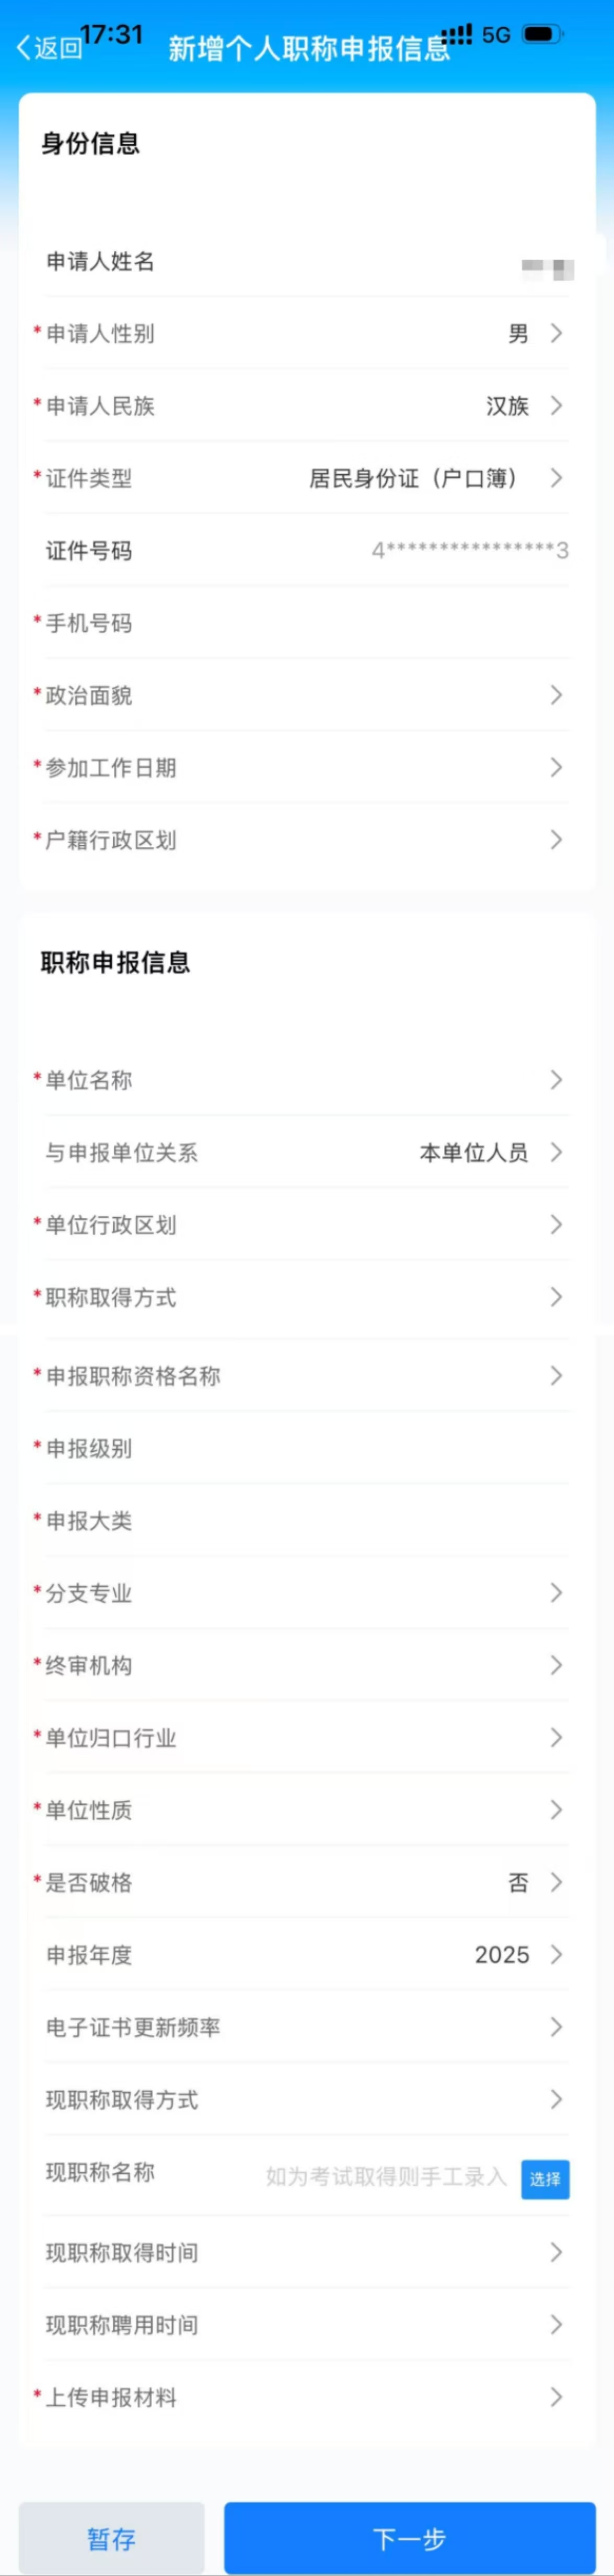 17:31
5G
返回
新增个人职称申报信息
身份信息
申请人姓名
*申请人性别 男
*申请人民族 汉族
*证件类型 居民身份证（户口簿）
证件号码 4****************3
*手机号码
*政治面貌
*参加工作日期
*户籍行政区划
职称申报信息
*单位名称
与申报单位关系 本单位人员
*单位行政区划
*职称取得方式
*申报职称资格名称
*申报级别
*申报大类
*分支专业
*终审机构
*单位归口行业
*单位性质
*是否破格 否
申报年度 2025
电子证书更新频率
现职称取得方式
现职称名称 如为考试取得则手工录入 选择
现职称取得时间
现职称聘用时间
*上传申报材料
暂存 下一步